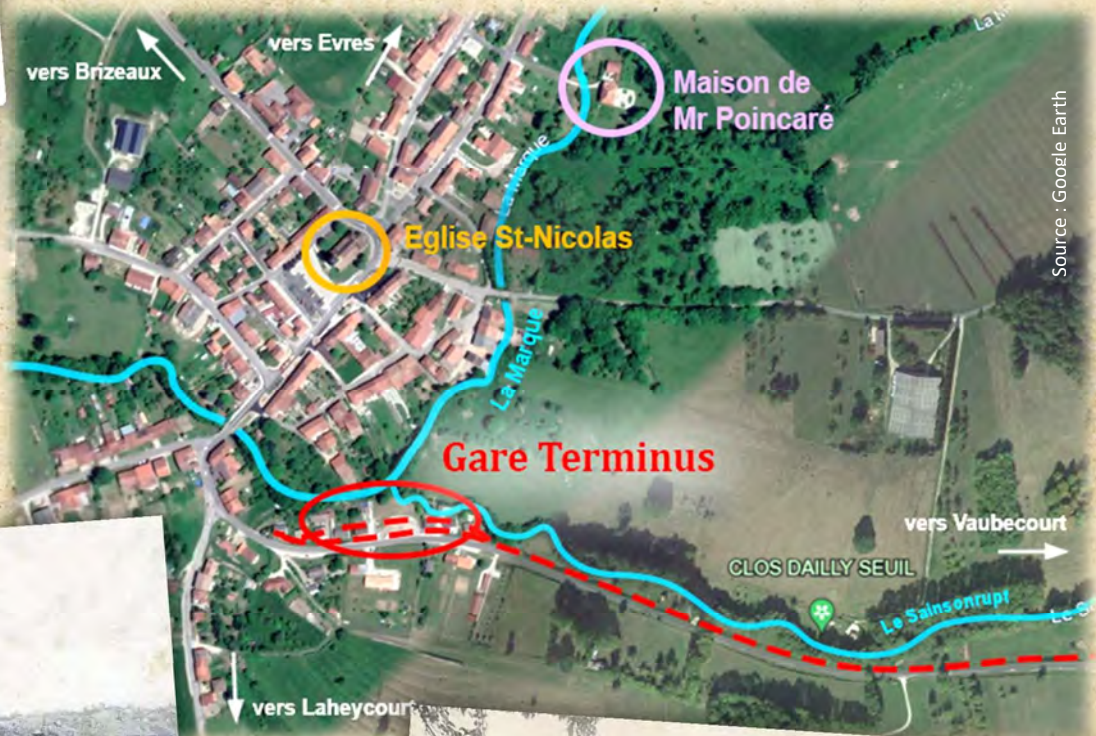 vers Evres
vers Brizeaux
Maison de
Mr Poincaré
Source : Google Earth
La Marque
Eglise St-Nicolas
La Marque
Gare Terminus
vers Vaubecourt
CLOS DAILLY SEUIL
Le Sainsonrupt
vers Laheycour